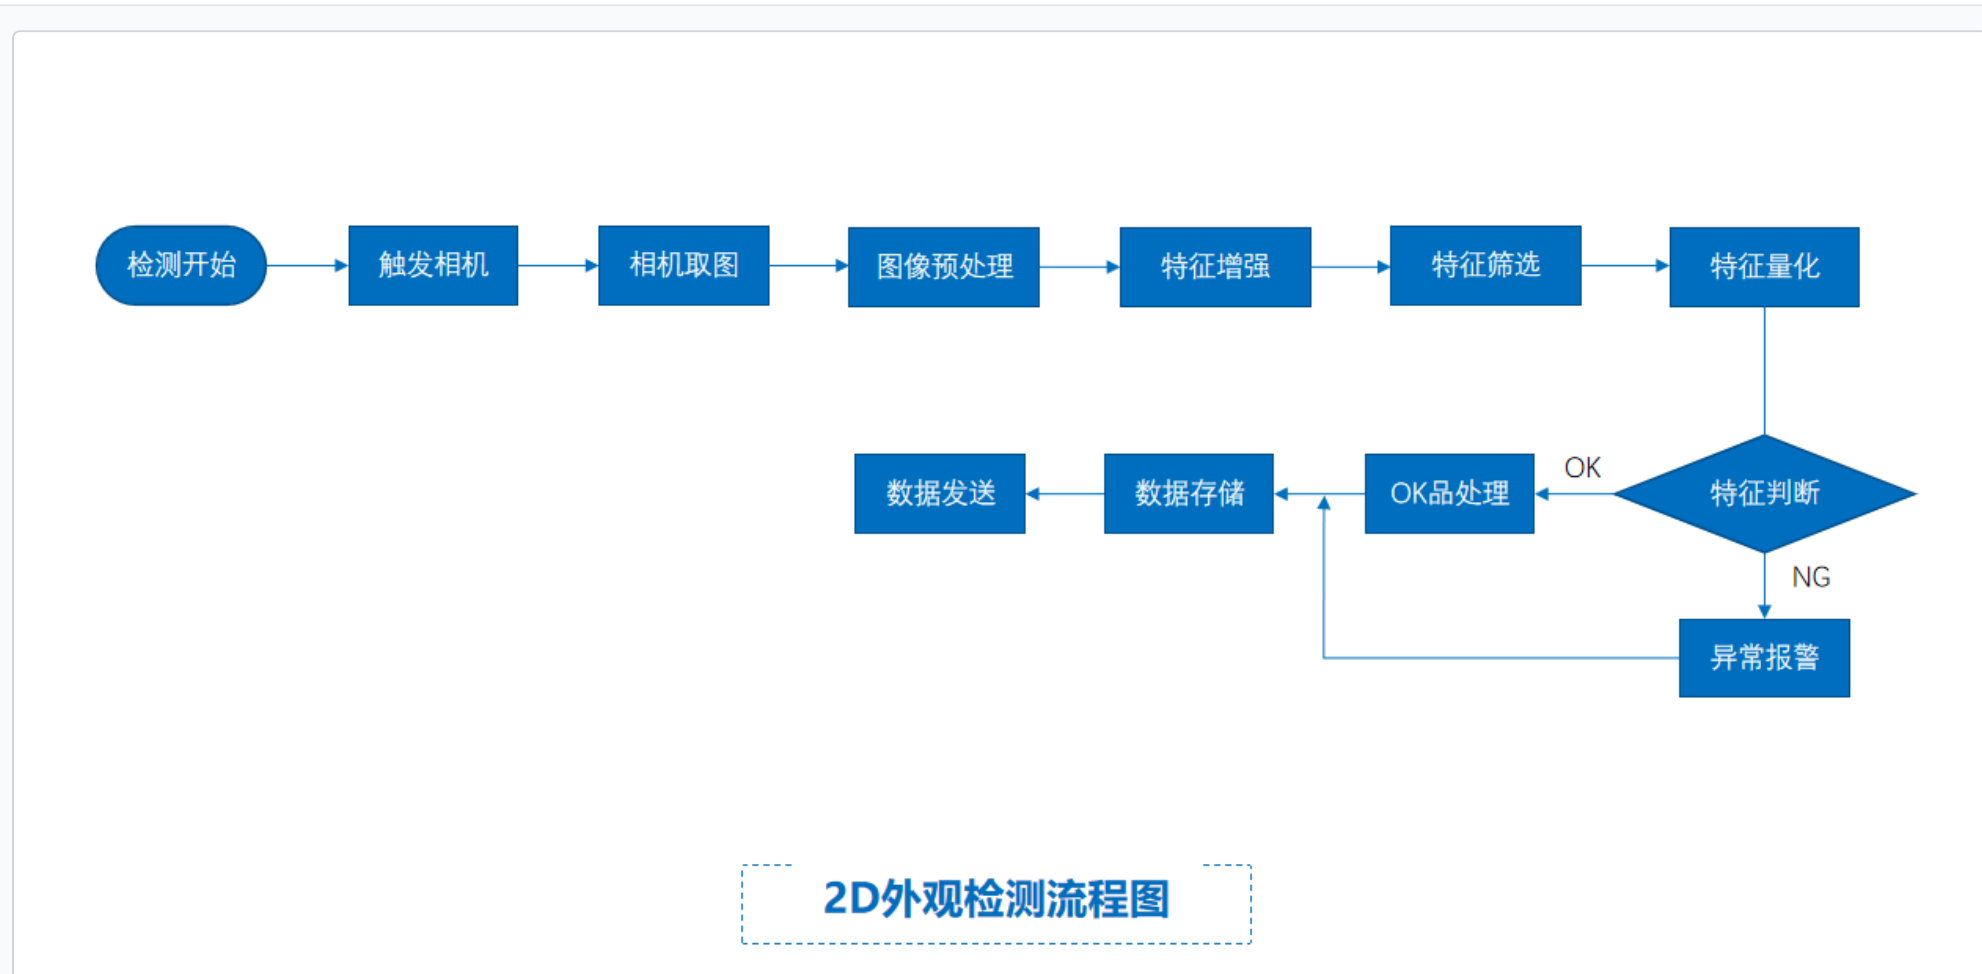 检测开始
触发相机
相机取图
图像预处理
特征增强
特征筛选
特征量化
数据发送
数据存储
OK品处理
OK
特征判断
NG
异常报警
2D外观检测流程图